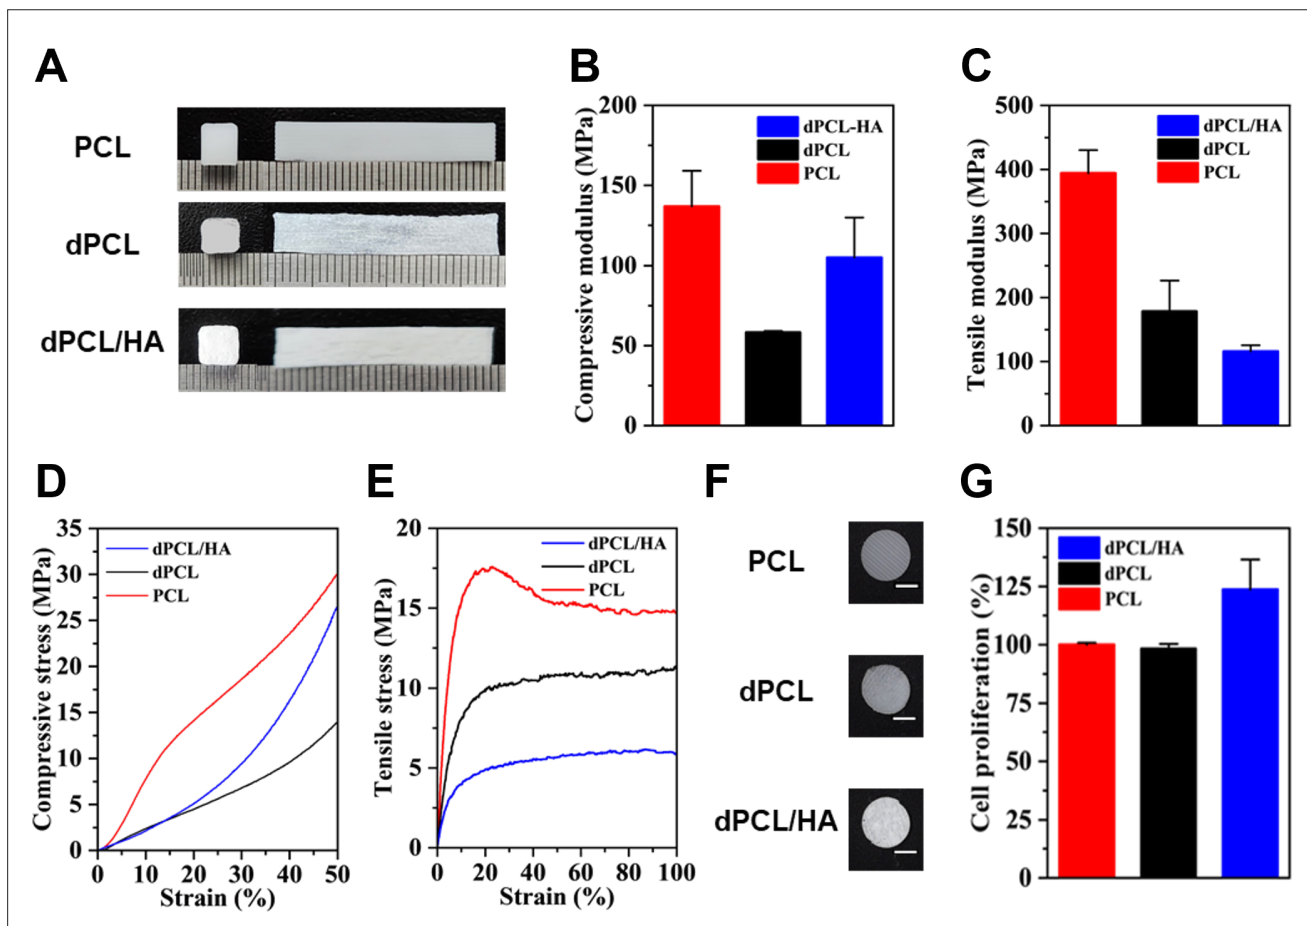 A
PCL
dPCL
dPCL/HA
B
Compressive modulus (MPa)
200
150
100
50
0
dPCL-HA
dPCL
PCL
C
Tensile modulus (MPa)
500
400
300
200
100
0
dPCL/HA
dPCL
PCL
D
Compressive stress (MPa)
35
30
25
20
15
10
5
0
dPCL/HA
dPCL
PCL
0 10 20 30 40 50
Strain (%)
E
Tensile stress (MPa)
20
15
10
5
0
dPCL/HA
dPCL
PCL
0 20 40 60 80 100
Strain (%)
F
PCL
dPCL
dPCL/HA
G
Cell proliferation (%)
150
125
100
75
50
25
0
dPCL/HA
dPCL
PCL